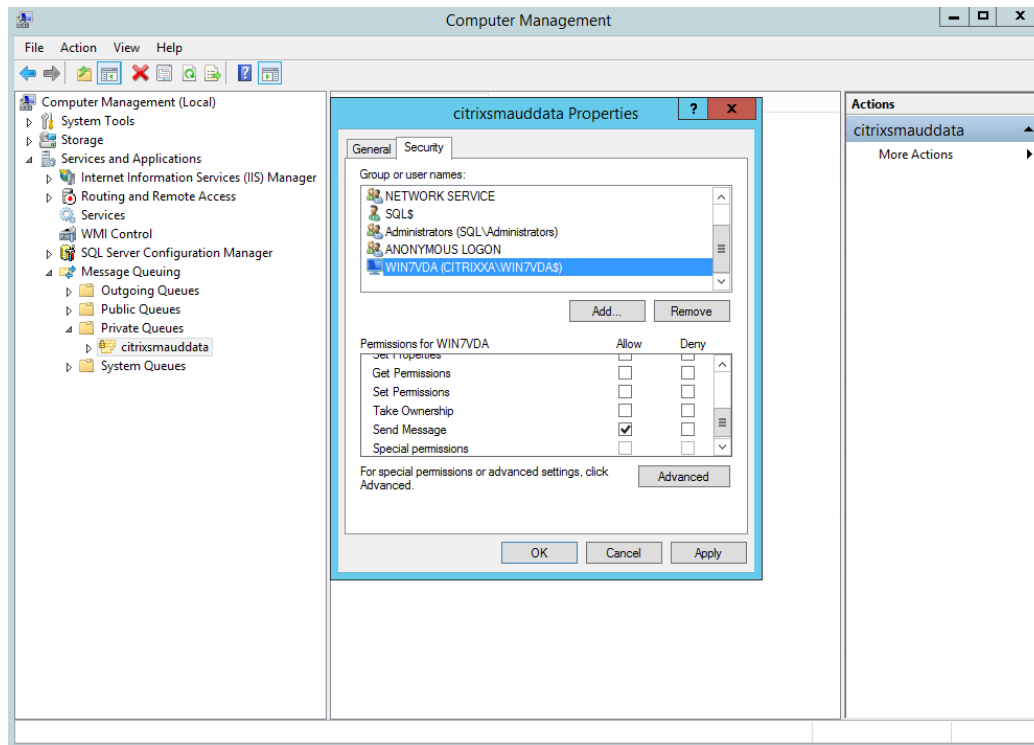 Computer Management
File Action View Help
Computer Management (Local)
System Tools
Storage
Services and Applications
Internet Information Services (IIS) Manager
Routing and Remote Access
Services
WMI Control
SQL Server Configuration Manager
Message Queuing
Outgoing Queues
Public Queues
Private Queues
citrixsmauddata
System Queues
citrixsmauddata Properties
General Security
Group or user names:
NETWORK SERVICE
SQL$
Administrators (SQL\Administrators)
ANONYMOUS LOGON
WIN7VDA (CITRIXXA\WIN7VDA$)
Add... Remove
Permissions for WIN7VDA Allow Deny
Set Properties
Get Permissions
Set Permissions
Take Ownership
Send Message
Special permissions
For special permissions or advanced settings, click
Advanced.
Advanced
OK Cancel Apply
Actions
citrixsmauddata
More Actions